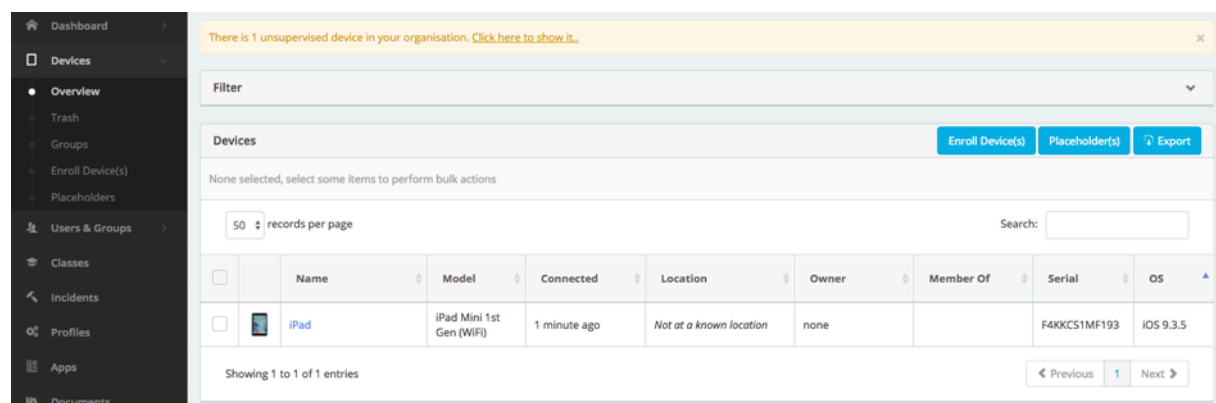 Dashboard
Devices
Overview
Trash
Groups
Enroll Device(s)
Placeholders
Users & Groups
Classes
Incidents
Profiles
Apps
Documents
There is 1 unsupervised device in your organisation. Click here to show it..
Filter
Devices
Enroll Device(s) Placeholder(s) Export
None selected, select some items to perform bulk actions
50 records per page Search:
Name Model Connected Location Owner Member Of Serial OS
iPad iPad Mini 1st Gen (WiFi) 1 minute ago Not at a known location none F4KKCS1MF193 iOS 9.3.5
Showing 1 to 1 of 1 entries Previous 1 Next